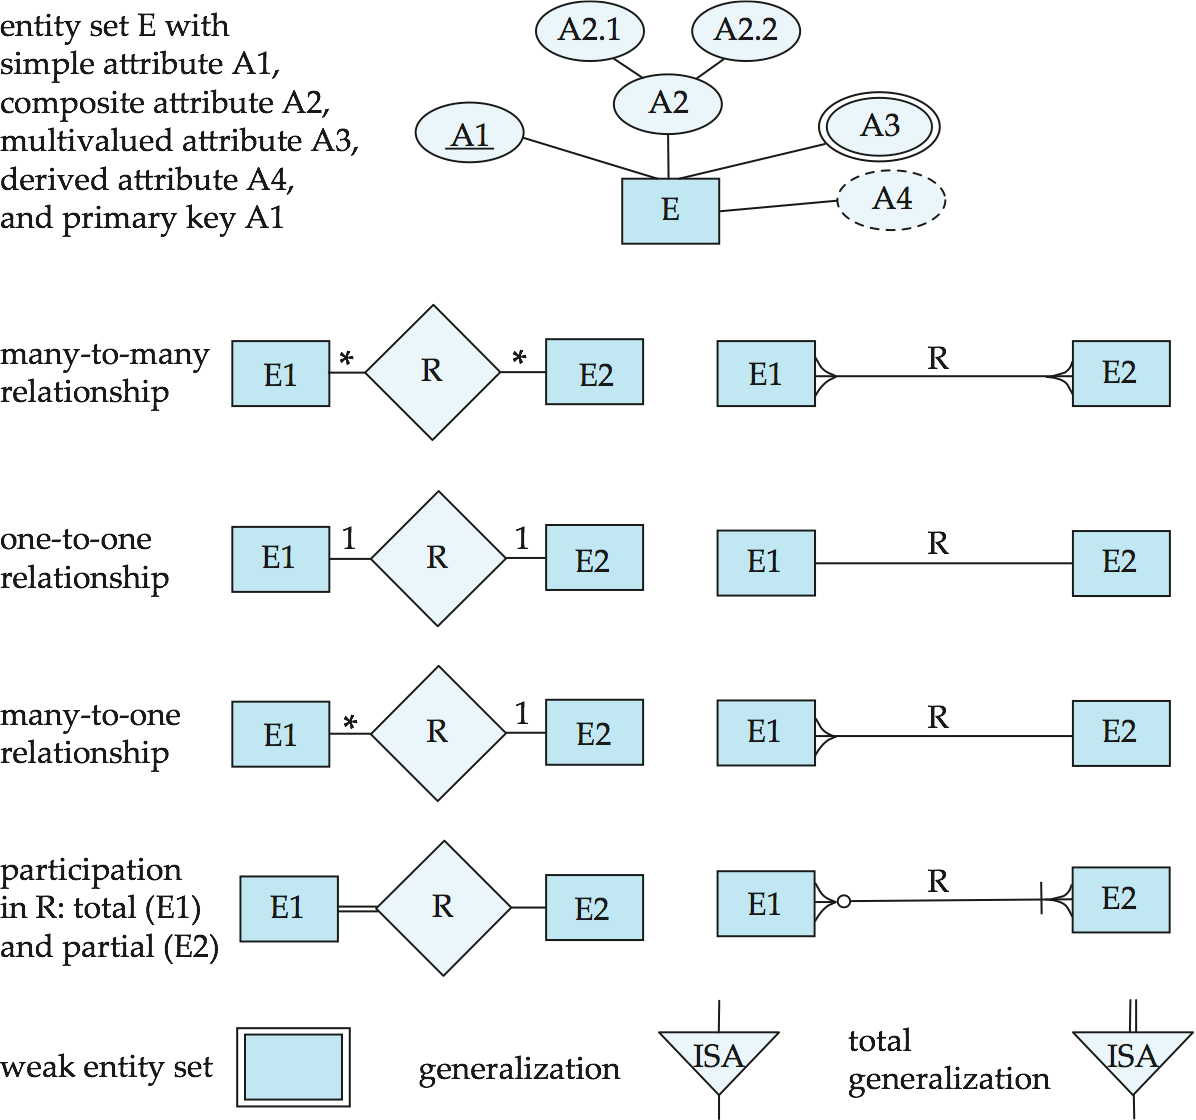 entity set E with
simple attribute A1,
composite attribute A2,
multivalued attribute A3,
derived attribute A4,
and primary key A1
A2.1
A2.2
A2
A1
A3
E
A4
many-to-many
relationship
E1
*
R
*
E2
E1
R
E2
one-to-one
relationship
E1
1
R
1
E2
E1
R
E2
many-to-one
relationship
E1
*
R
1
E2
E1
R
E2
participation
in R: total (E1)
and partial (E2)
E1
R
E2
E1
R
E2
weak entity set
generalization
ISA
total
generalization
ISA